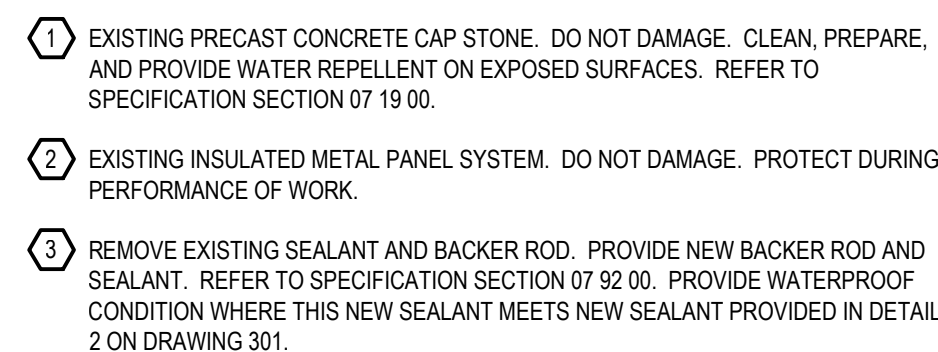 1 EXISTING PRECAST CONCRETE CAP STONE. DO NOT DAMAGE. CLEAN, PREPARE,
AND PROVIDE WATER REPELLENT ON EXPOSED SURFACES. REFER TO
SPECIFICATION SECTION 07 19 00.
2 EXISTING INSULATED METAL PANEL SYSTEM. DO NOT DAMAGE. PROTECT DURING
PERFORMANCE OF WORK.
3 REMOVE EXISTING SEALANT AND BACKER ROD. PROVIDE NEW BACKER ROD AND
SEALANT. REFER TO SPECIFICATION SECTION 07 92 00. PROVIDE WATERPROOF
CONDITION WHERE THIS NEW SEALANT MEETS NEW SEALANT PROVIDED IN DETAIL
2 ON DRAWING 301.